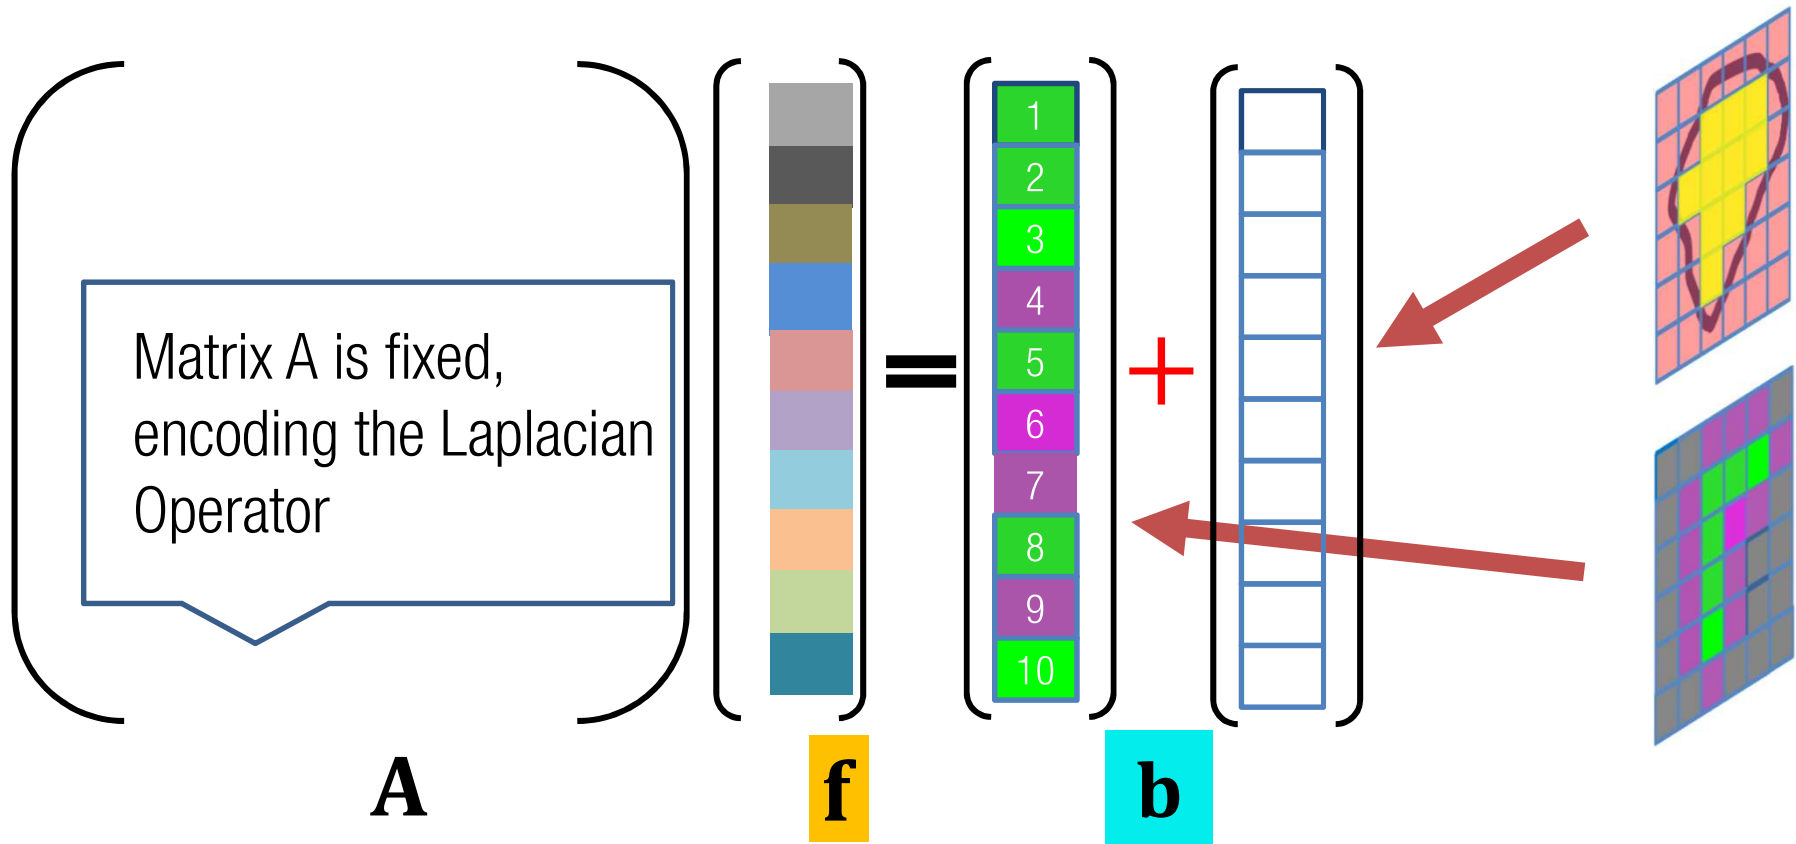 Matrix A is fixed,
encoding the Laplacian
Operator
=
1
2
3
4
5
6
7
8
9
10
+
A
f
b